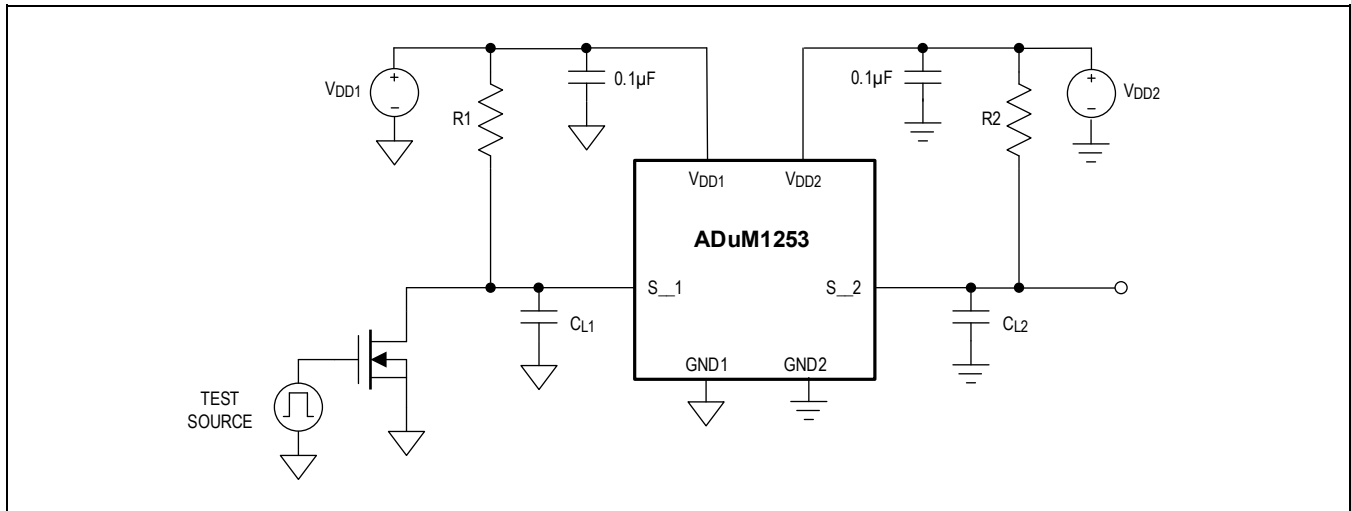 VDD1
+
−
R1
0.1µF
0.1µF
R2
+
−
VDD2
VDD1
VDD2
ADuM1253
S__1
S__2
CL1
CL2
GND1
GND2
TEST
SOURCE